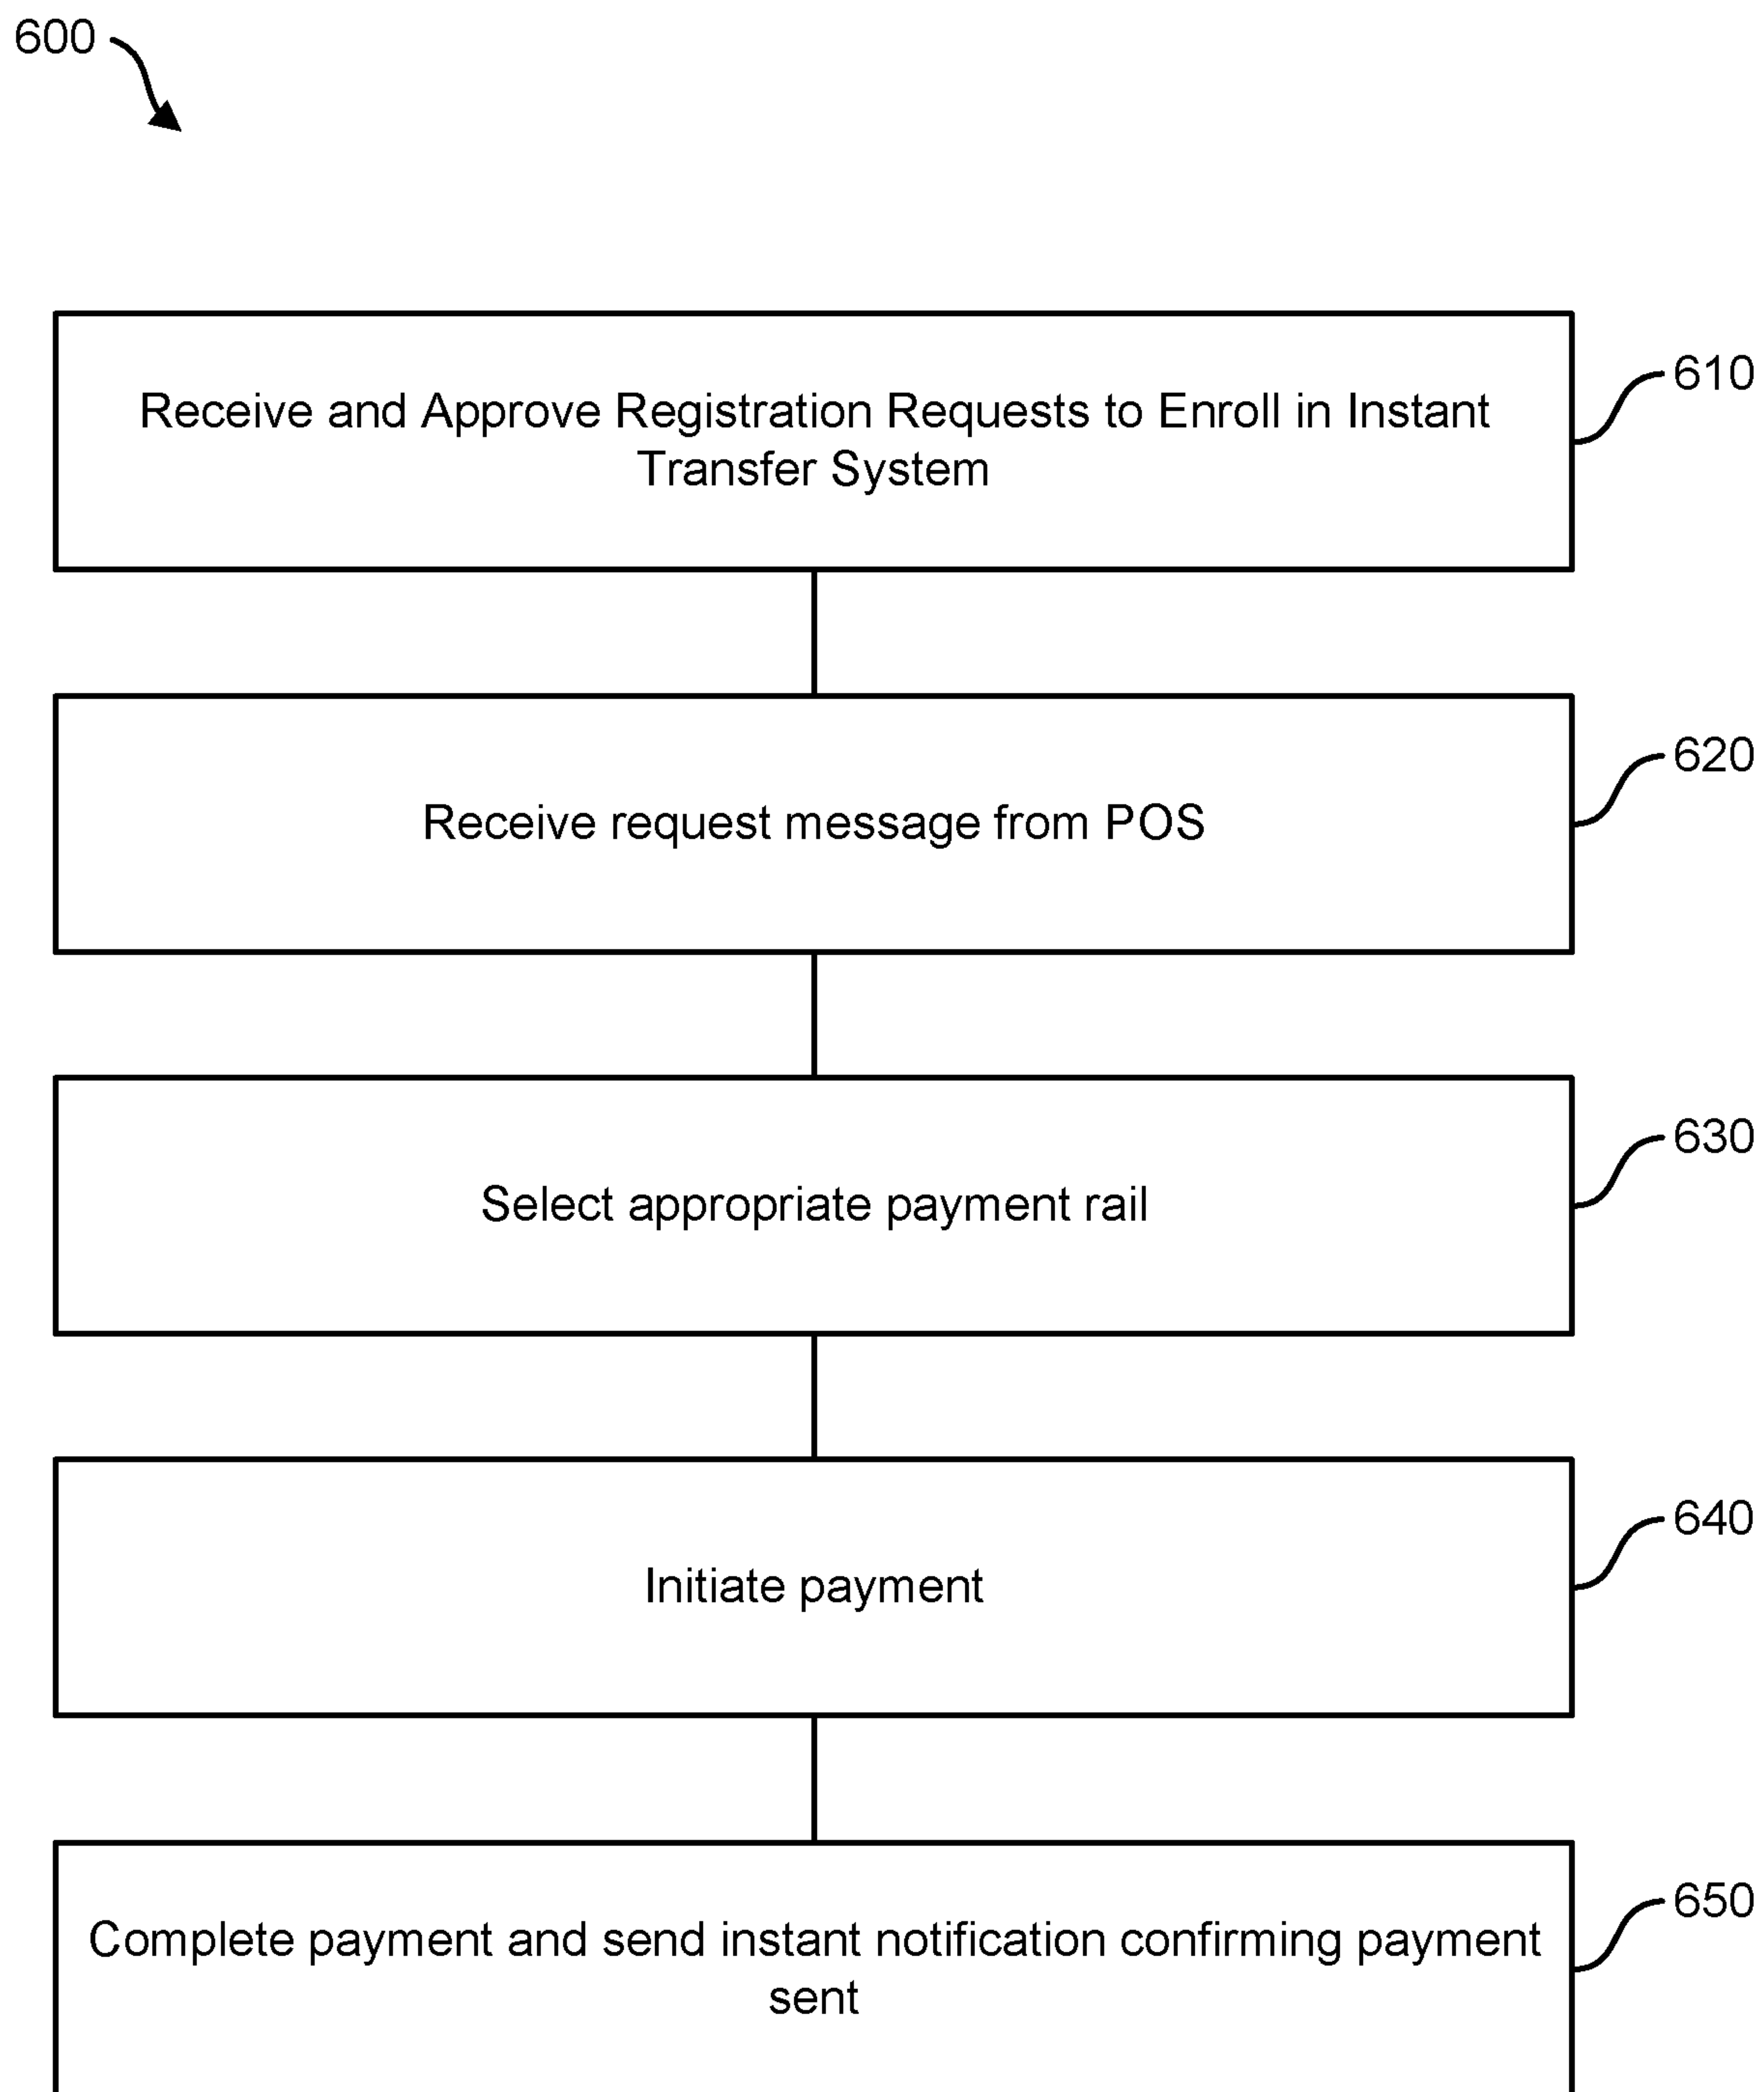 600
Receive and Approve Registration Requests to Enroll in Instant
Transfer System
610
Receive request message from POS
620
Select appropriate payment rail
630
Initiate payment
640
Complete payment and send instant notification confirming payment
sent
650